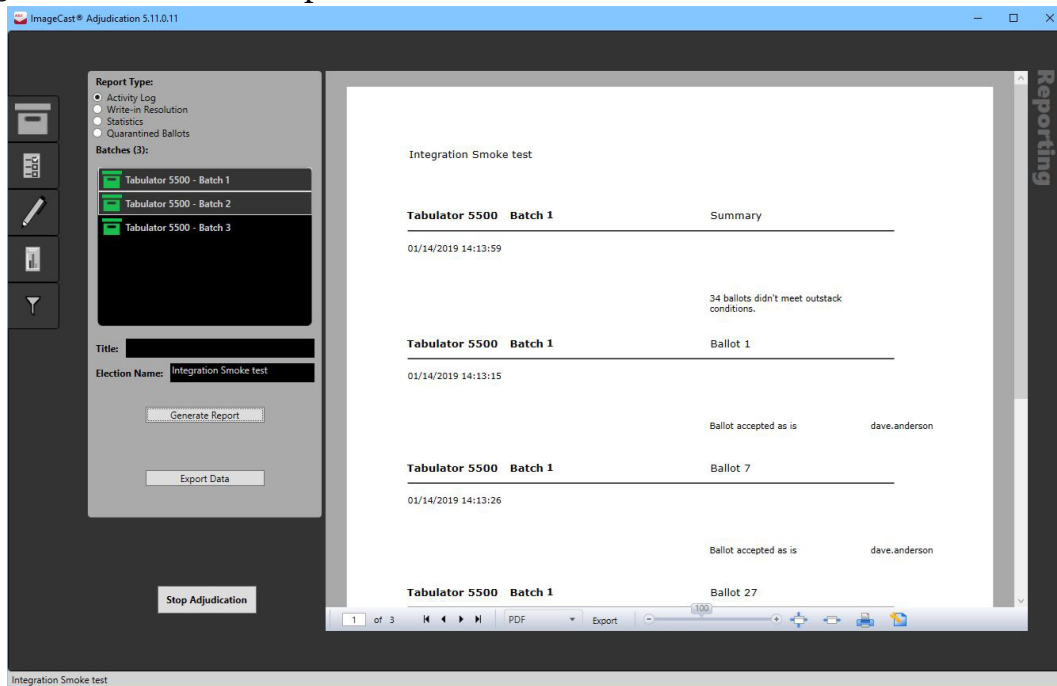 ImageCast® Adjudication 5.11.0.11
Reporting
Report Type:
Activity Log
Write-in Resolution
Statistics
Quarantined Ballots
Batches (3):
Tabulator 5500 - Batch 1
Tabulator 5500 - Batch 2
Tabulator 5500 - Batch 3
Title:
Election Name: Integration Smoke test
Generate Report
Export Data
Stop Adjudication
Integration Smoke test
Tabulator 5500 Batch 1 Summary
01/14/2019 14:13:59
34 ballots didn't meet outstack
conditions.
Tabulator 5500 Batch 1 Ballot 1
01/14/2019 14:13:15
Ballot accepted as is dave.anderson
Tabulator 5500 Batch 1 Ballot 7
01/14/2019 14:13:26
Ballot accepted as is dave.anderson
Tabulator 5500 Batch 1 Ballot 27
1 of 3 PDF Export 100
Integration Smoke test